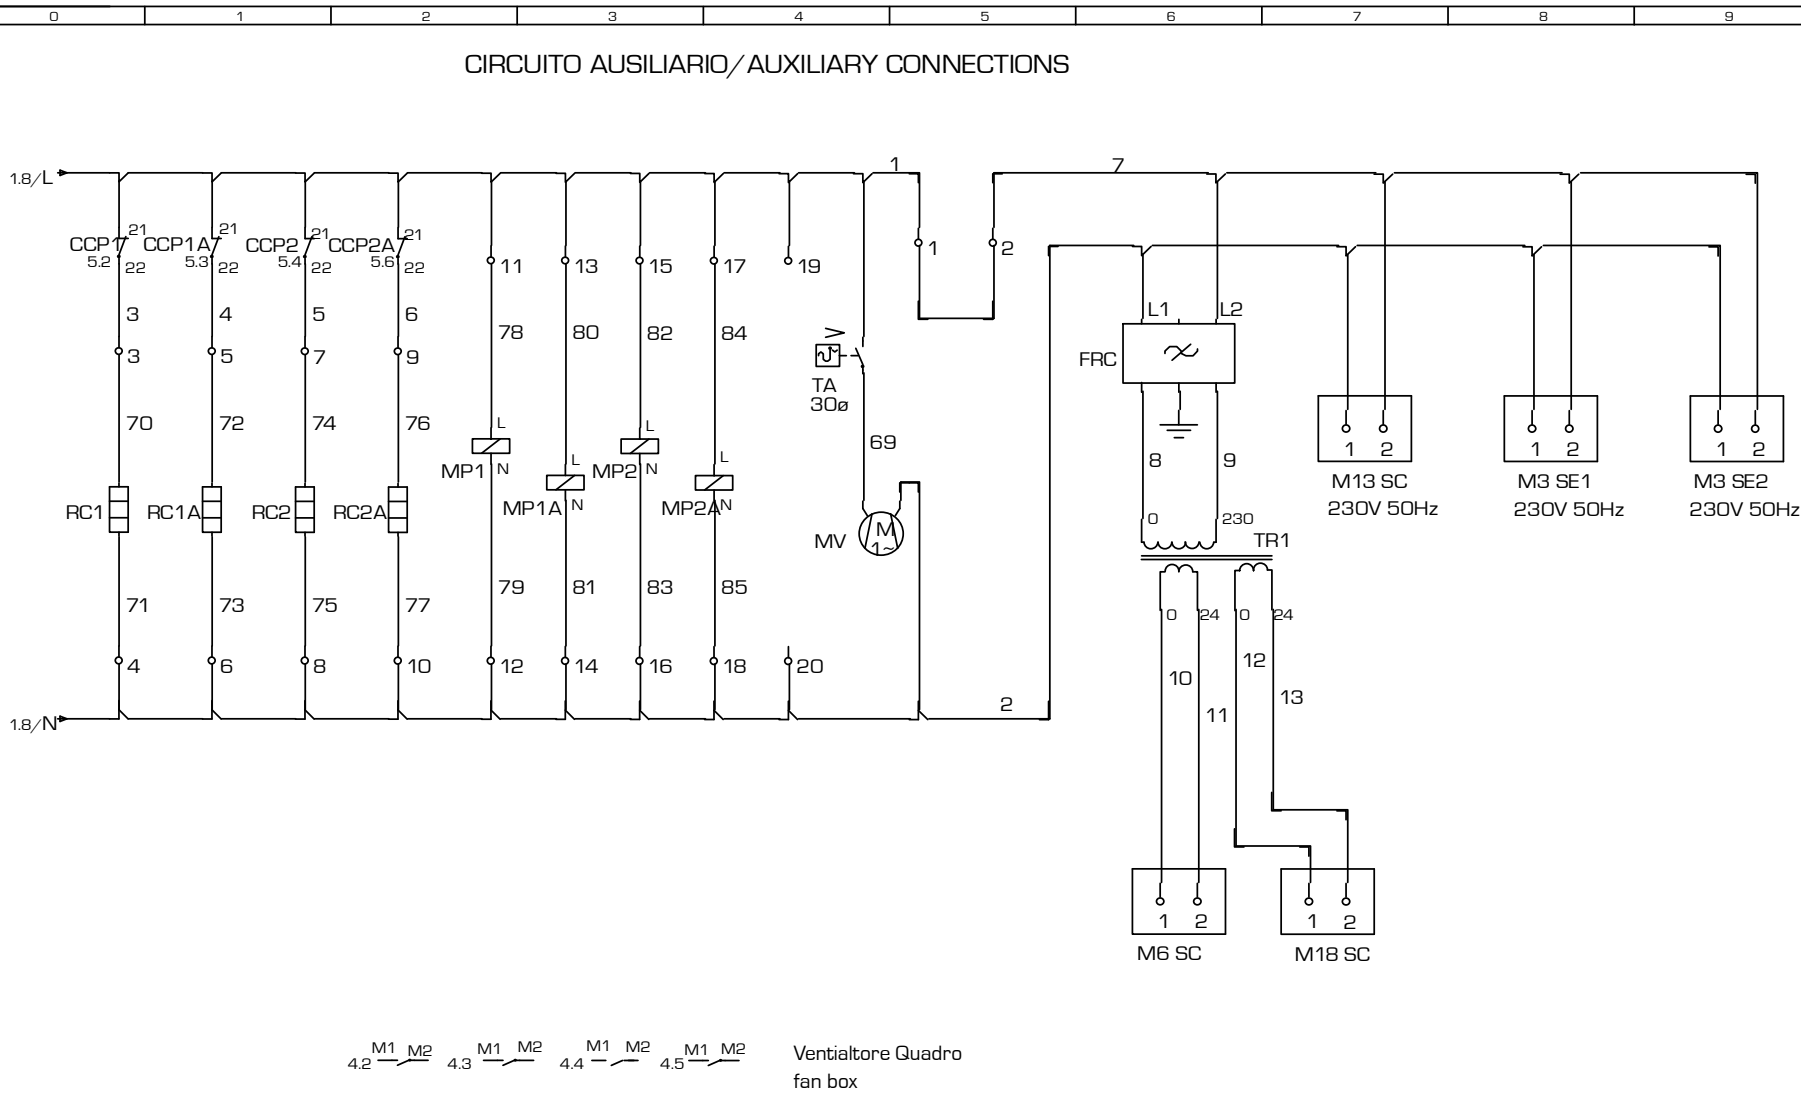 0 1 2 3 4 5 6 7 8 9
CIRCUITO AUSILIARIO/AUXILIARY CONNECTIONS
1 7
1.8/L
21 21 21 21
CCP1 CCP1A CCP2 CCP2A
5.2 5.3 5.4 5.6
22 22 22 22
11 13 15 17 19
1 2
3 4 5 6
L1 L2
78 80 82 84
3 5 7 9
FRC
TA
30ø
70 72 74 76
69
L L
MP1 N MP2 N
L L
MP1A N MP2A N
8 9
1 2 1 2 1 2
M13 SC M3 SE1 M3 SE2
230V 50Hz 230V 50Hz 230V 50Hz
RC1 RC1A RC2 RC2A
0 230
MV M
1~
TR1
79 81 83 85
71 73 75 77
0 24 0 24
4 6 8 10 12 14 16 18 20
10 12
13
11
2
1.8/N
1 2 1 2
M6 SC M18 SC
4.2 M1 M2 4.3 M1 M2 4.4 M1 M2 4.5 M1 M2
Ventialtore Quadro
fan box